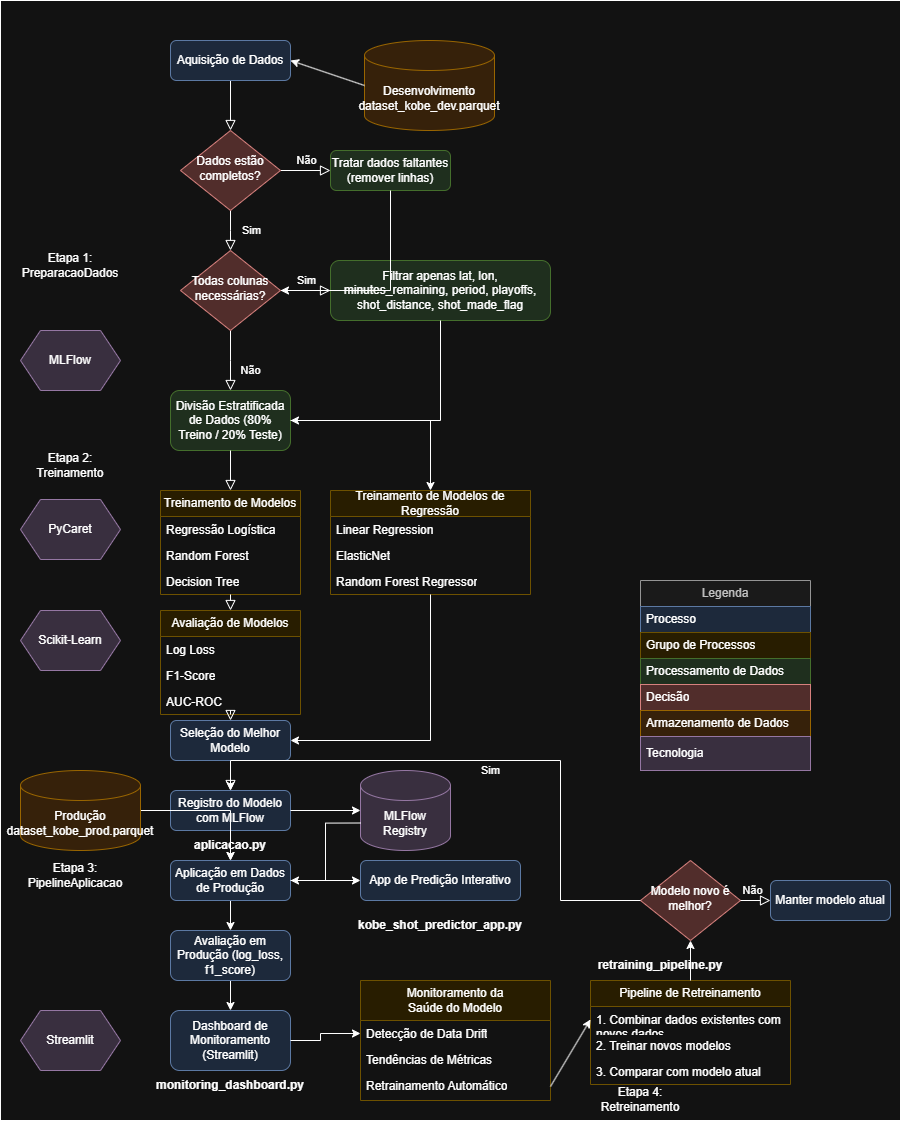 Aquisição de Dados
Desenvolvimento
dataset_kobe_dev.parquet
Dados estão
completos?
Não
Tratar dados faltantes
(remover linhas)
Sim
Etapa 1:
PreparacaoDados
Todas colunas
necessárias?
Sim
Filtrar apenas lat, lon,
minutes_remaining, period, playoffs,
shot_distance, shot_made_flag
MLFlow
Não
Divisão Estratificada
de Dados (80%
Treino / 20% Teste)
Etapa 2:
Treinamento
PyCaret
Treinamento de Modelos
Regressão Logística
Random Forest
Decision Tree
Treinamento de Modelos de
Regressão
Linear Regression
ElasticNet
Random Forest Regressor
Scikit-Learn
Avaliação de Modelos
Log Loss
F1-Score
AUC-ROC
Legenda
Processo
Grupo de Processos
Processamento de Dados
Decisão
Armazenamento de Dados
Tecnologia
Seleção do Melhor
Modelo
Sim
Produção
dataset_kobe_prod.parquet
Registro do Modelo
com MLFlow
aplicacao.py
MLFlow
Registry
Etapa 3:
PipelineAplicacao
Aplicação em Dados
de Produção
App de Predição Interativo
kobe_shot_predictor_app.py
Modelo novo é
melhor?
Não
Manter modelo atual
retraining_pipeline.py
Avaliação em
Produção (log_loss,
f1_score)
Streamlit
Dashboard de
Monitoramento
(Streamlit)
monitoring_dashboard.py
Monitoramento da
Saúde do Modelo
Detecção de Data Drift
Tendências de Métricas
Retrainamento Automático
Pipeline de Retreinamento
1. Combinar dados existentes com
novos dados
2. Treinar novos modelos
3. Comparar com modelo atual
Etapa 4:
Retreinamento